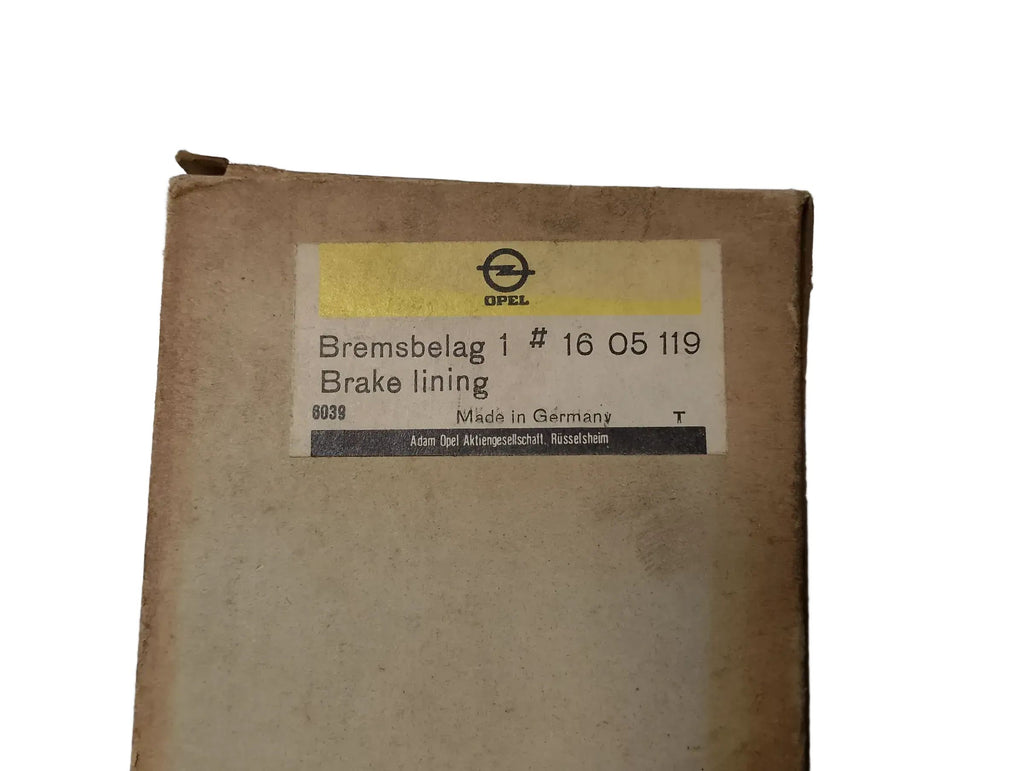 OPEL
Bremsbelag 1 # 16 05 119
Brake lining
6039 Made in Germany T
Adam Opel Aktiengesellschaft, Rüsselsheim